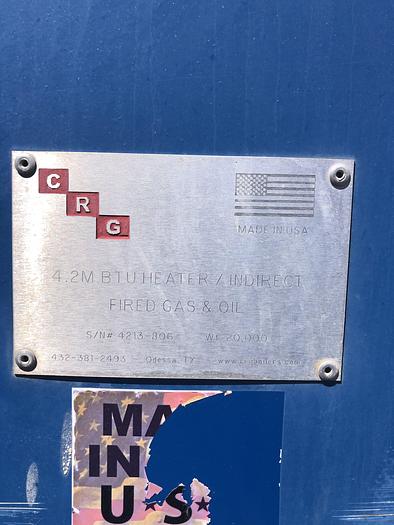 C
R
G
MADE IN USA
4.2M BTU HEATER / INDIRECT
FIRED GAS & OIL
S/N# 4213-806 Wt 20,000
432-381-2493 Odessa, TX
MA
IN
U★S★